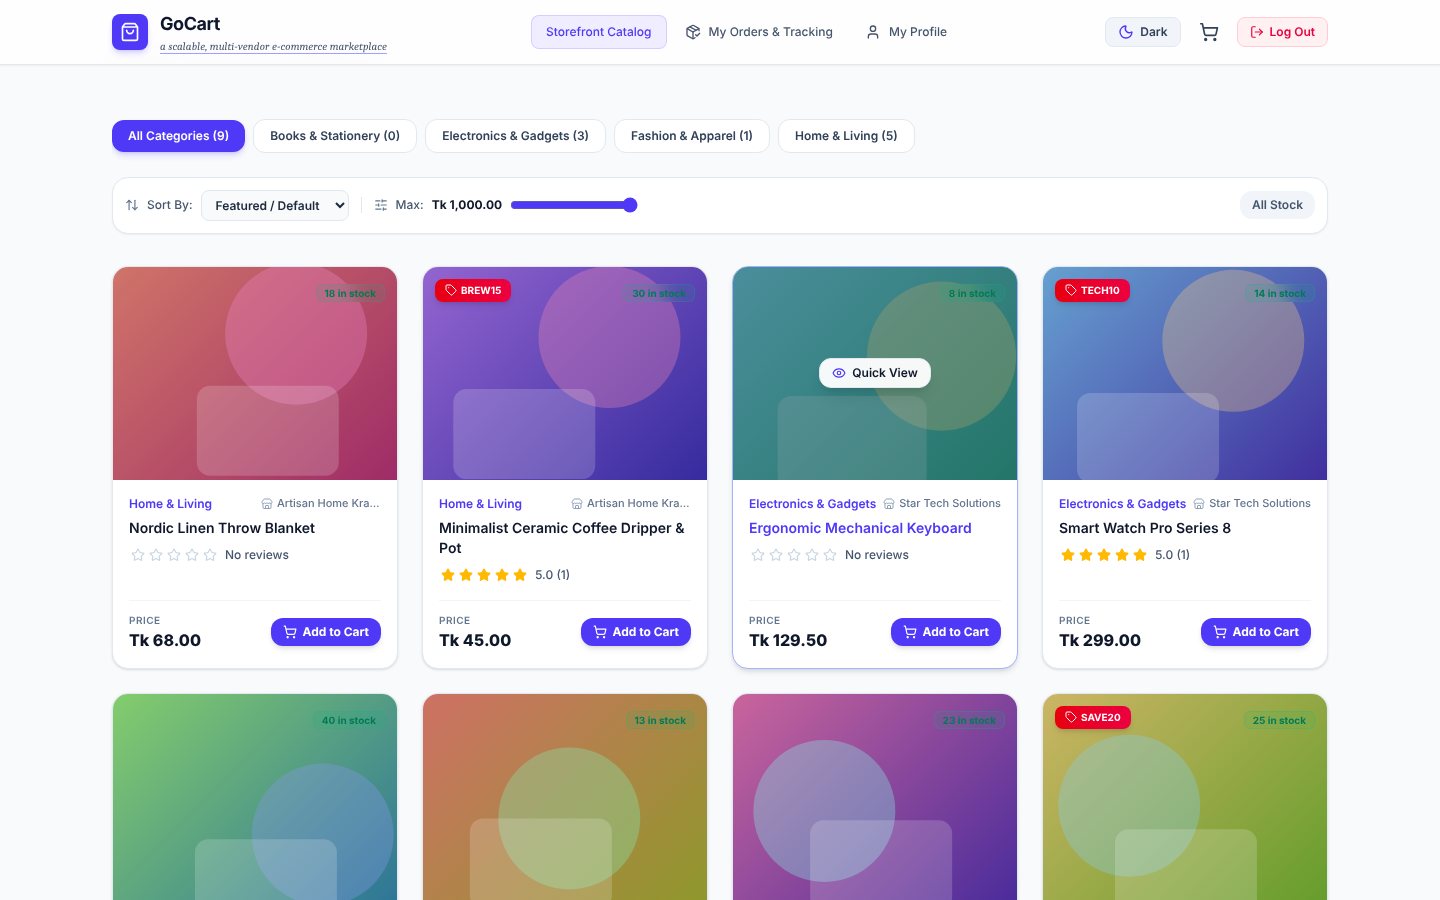 GoCart
a scalable, multi-vendor e-commerce marketplace
Storefront Catalog
My Orders & Tracking
My Profile
Dark
Log Out
All Categories (9)
Books & Stationery (0)
Electronics & Gadgets (3)
Fashion & Apparel (1)
Home & Living (5)
Sort By:
Featured / Default
Max:
Tk 1,000.00
All Stock
18 in stock
Home & Living
Artisan Home Kra...
Nordic Linen Throw Blanket
No reviews
PRICE
Tk 68.00
Add to Cart
BREW15
30 in stock
Home & Living
Artisan Home Kra...
Minimalist Ceramic Coffee Dripper &
Pot
5.0 (1)
PRICE
Tk 45.00
Add to Cart
8 in stock
Quick View
Electronics & Gadgets
Star Tech Solutions
Ergonomic Mechanical Keyboard
No reviews
PRICE
Tk 129.50
Add to Cart
TECH10
14 in stock
Electronics & Gadgets
Star Tech Solutions
Smart Watch Pro Series 8
5.0 (1)
PRICE
Tk 299.00
Add to Cart
40 in stock
13 in stock
23 in stock
SAVE20
25 in stock